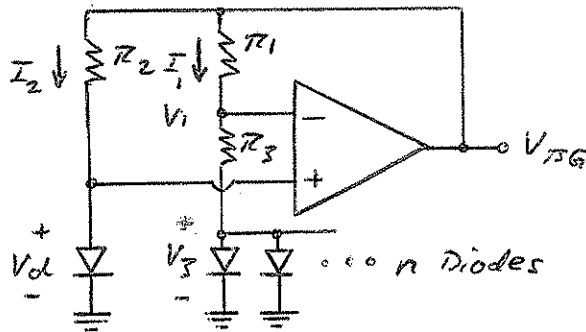 I2 ↓
R2
I1 ↓
R1
V1
R3
−
+
VBG
+
Vd
−
+
V3
−
... n Diodes